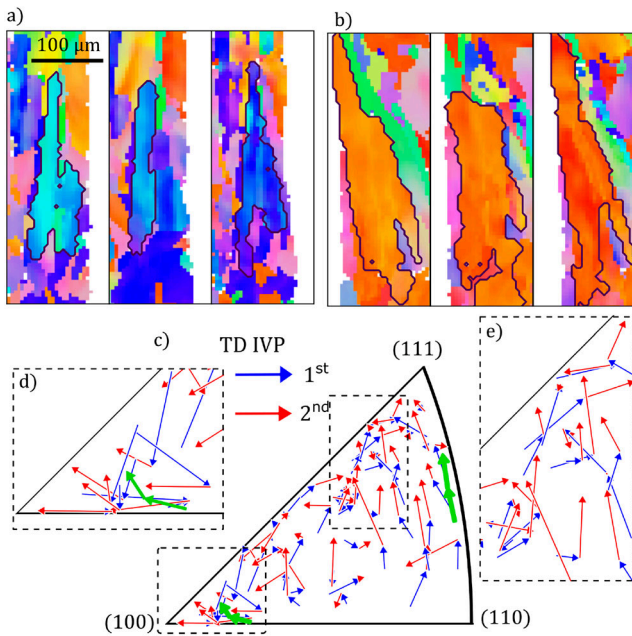 a)
b)
100 µm
c)
TD IVP
d)
1st
2nd
(111)
e)
(100)
(110)